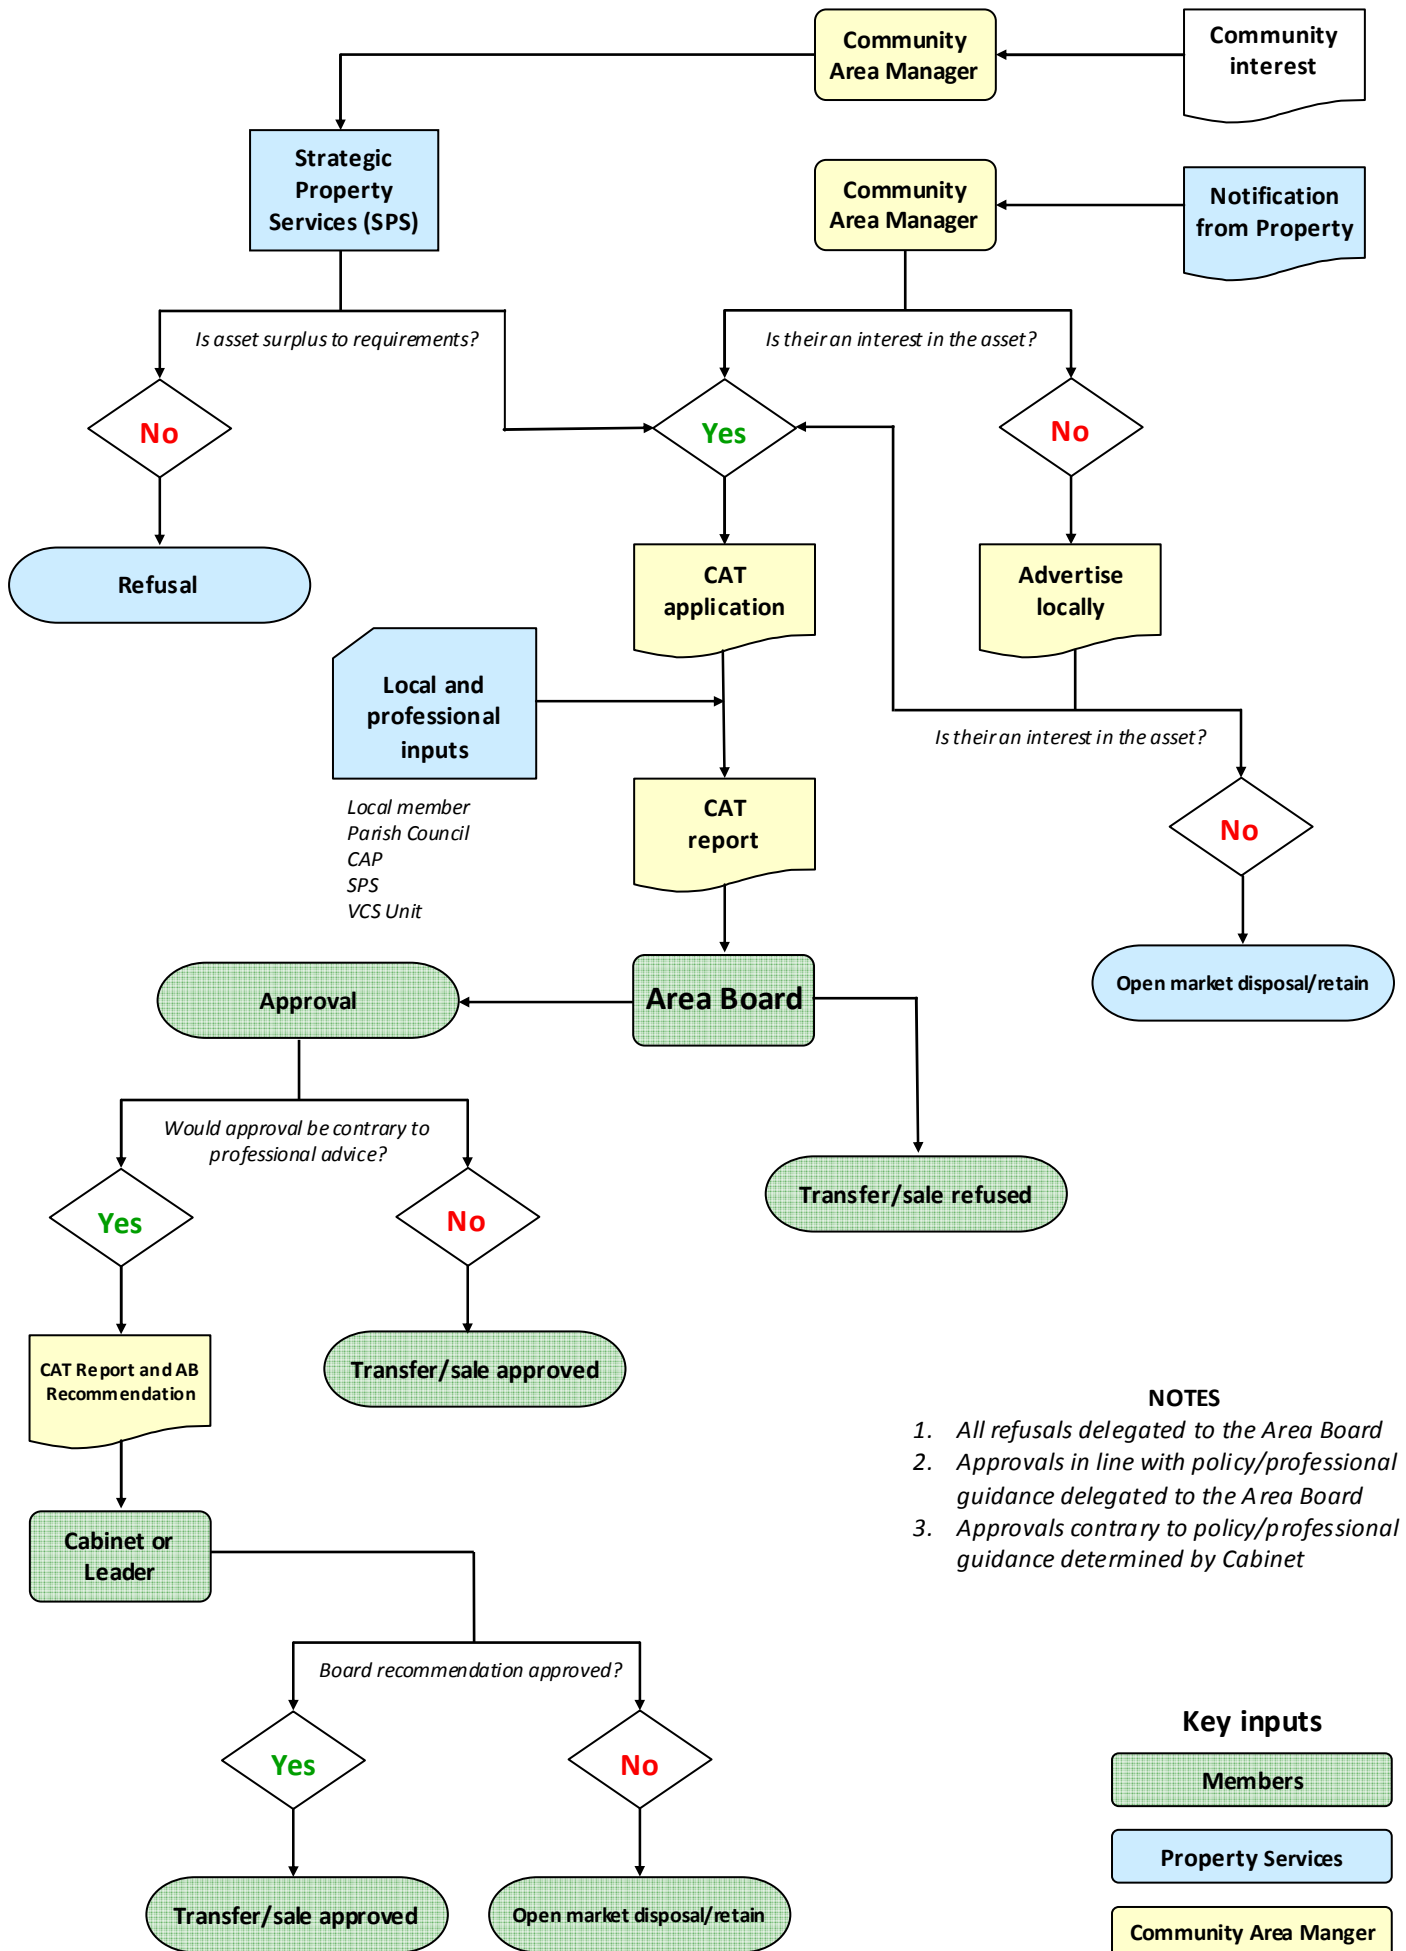 Community
Area Manager
Community
interest
Strategic
Property
Services (SPS)
Community
Area Manager
Notification
from Property
Is asset surplus to requirements?
Is their an interest in the asset?
No
Yes
No
Refusal
CAT
application
Advertise
locally
Local and
professional
inputs
Is their an interest in the asset?
Local member
Parish Council
CAP
SPS
VCS Unit
CAT
report
No
Approval
Area Board
Open market disposal/retain
Would approval be contrary to
professional advice?
Yes
No
Transfer/sale refused
CAT Report and AB
Recommendation
Transfer/sale approved
NOTES
1. All refusals delegated to the Area Board
2. Approvals in line with policy/professional
guidance delegated to the Area Board
3. Approvals contrary to policy/professional
guidance determined by Cabinet
Cabinet or
Leader
Board recommendation approved?
Yes
No
Transfer/sale approved
Open market disposal/retain
Key inputs
Members
Property Services
Community Area Manger